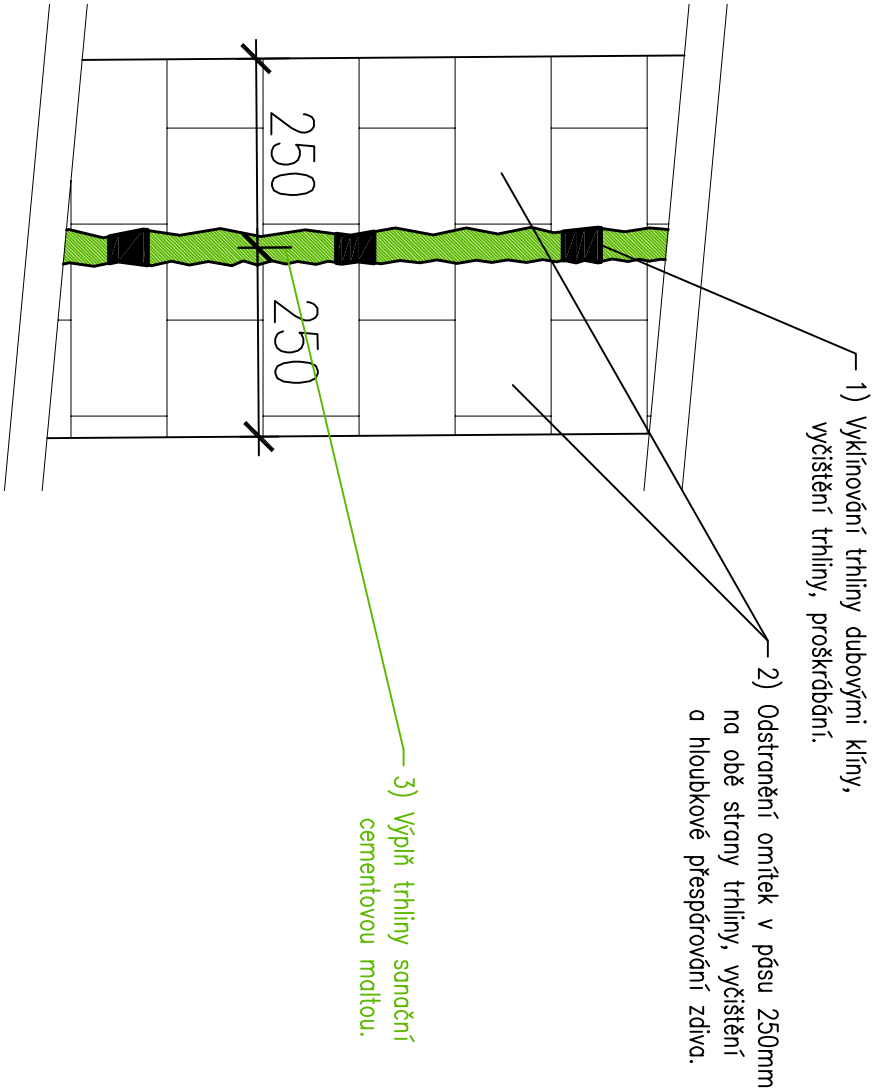 1) Vyklínování trhliny dubovými klíny,
vyčištění trhliny, proškrábání.
2) Odstranění omítek v pásu 250mm
na obě strany trhliny, vyčištění
a hloubkové přespárování zdiva.
3) Výplň trhliny sanační
cementovou maltou.
250
250